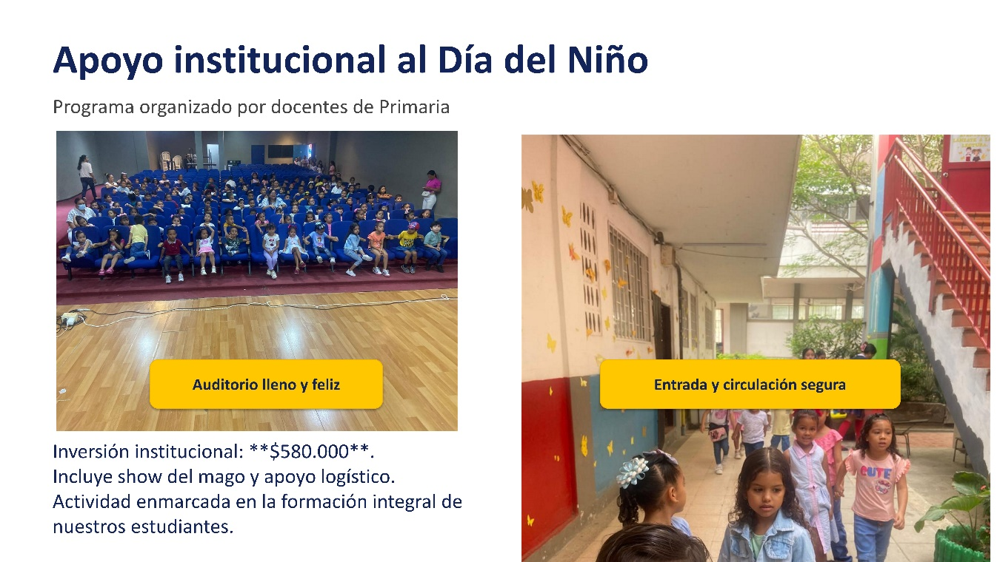 Apoyo institucional al Día del Niño
Programa organizado por docentes de Primaria
Auditorio lleno y feliz
Entrada y circulación segura
Inversión institucional: **$580.000**.
Incluye show del mago y apoyo logístico.
Actividad enmarcada en la formación integral de
nuestros estudiantes.
CUTE